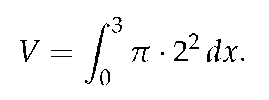 V = ∫₀³ π · 2² dx.